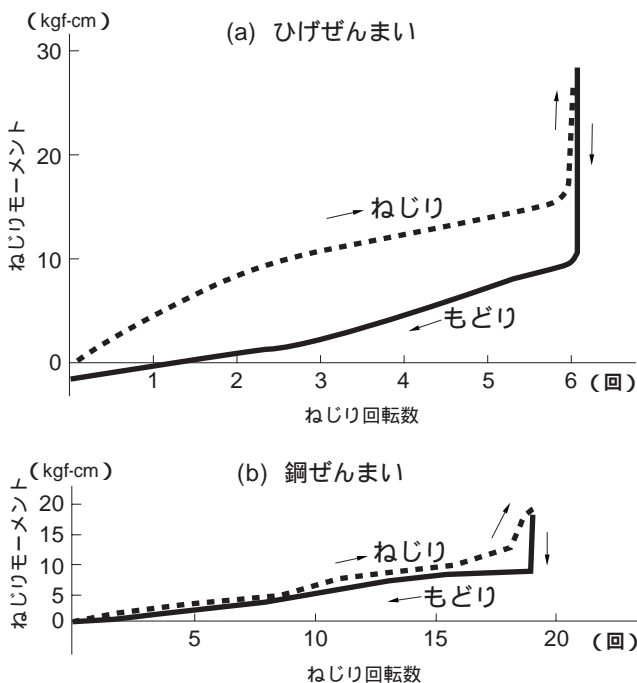 （kgf-cm）
(a) ひげぜんまい
30
20
10
0
ねじりモーメント
ねじり
もどり
1 2 3 4 5 6 （回）
ねじり回転数
（kgf-cm）
(b) 鋼ぜんまい
20
15
10
5
0
ねじりモーメント
ねじり
もどり
5 10 15 20 （回）
ねじり回転数